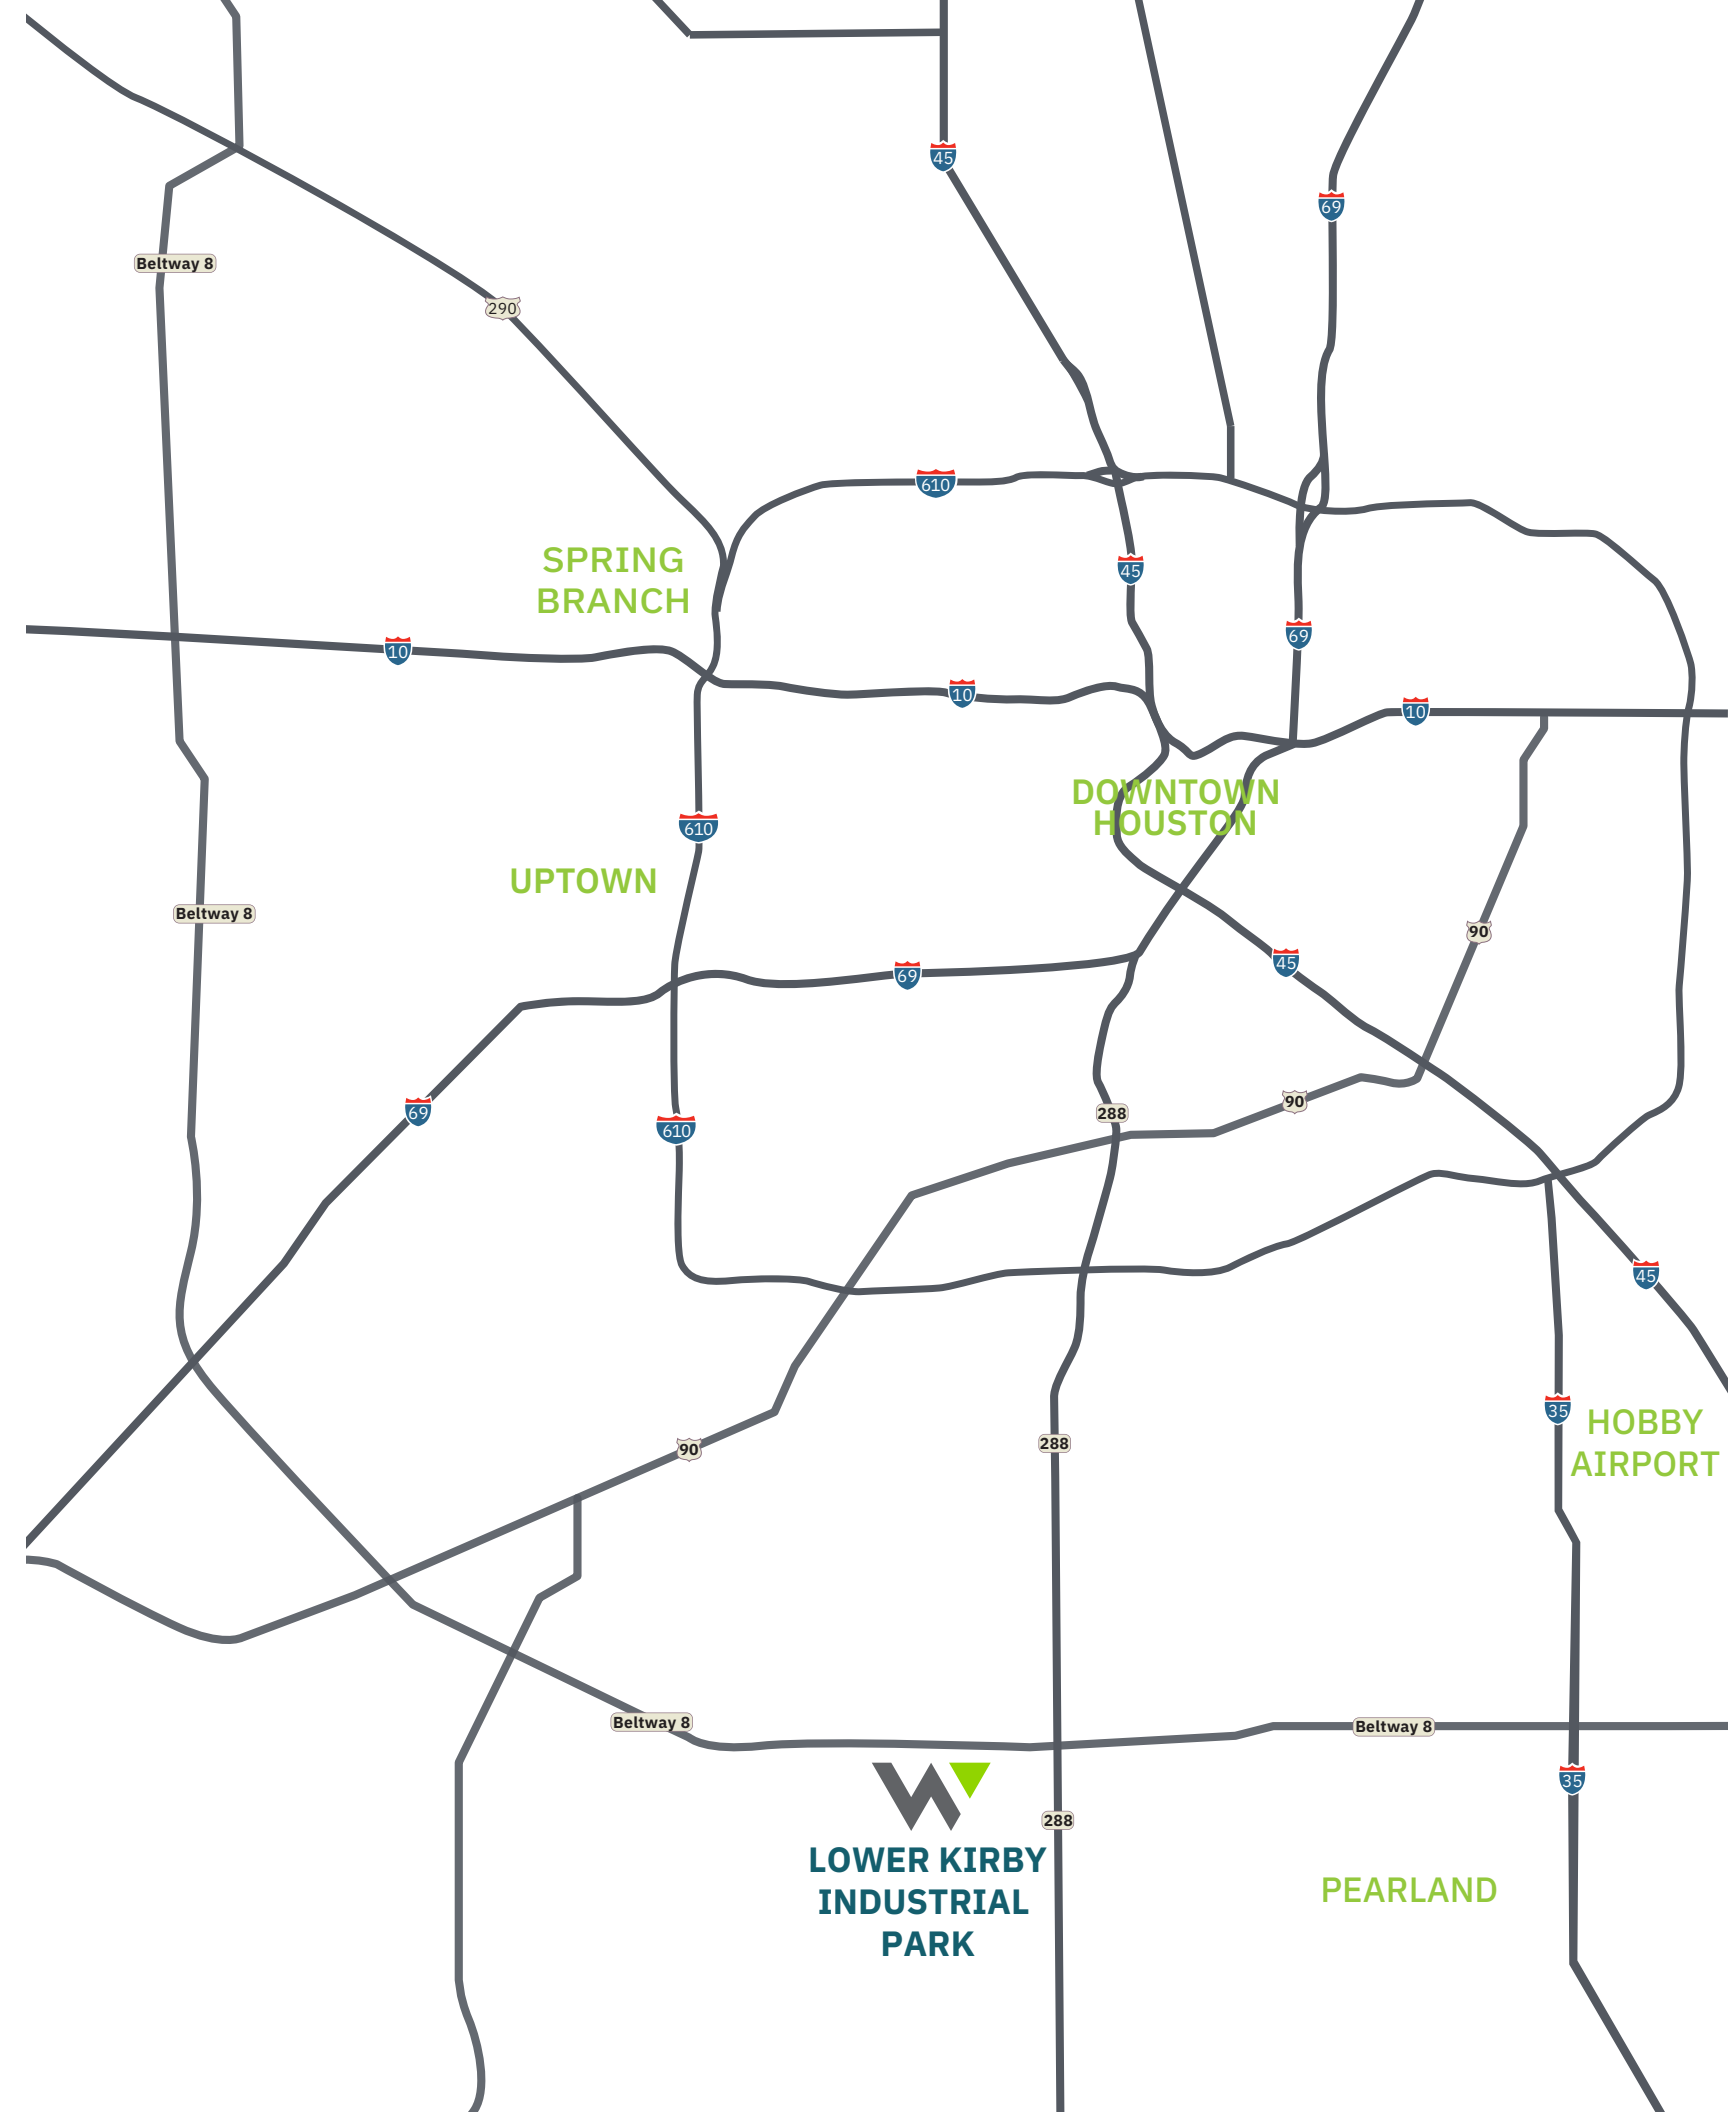 45
69
Beltway 8
290
610
45
SPRING
BRANCH
69
10
10
10
DOWNTOWN
HOUSTON
610
UPTOWN
Beltway 8
90
45
69
90
69
288
610
45
35
HOBBY
AIRPORT
288
90
Beltway 8
Beltway 8
35
288
LOWER KIRBY
INDUSTRIAL
PARK
PEARLAND